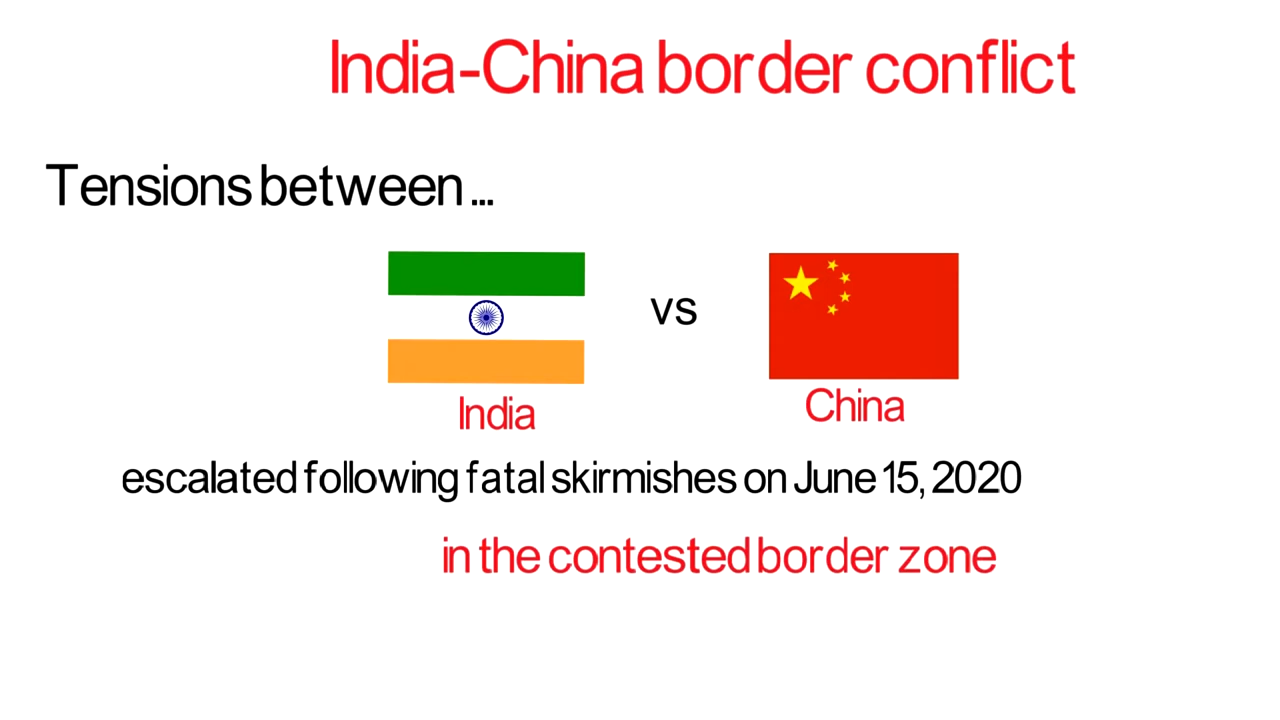 India-China border conflict
Tensions between ...
vs
India
China
escalated following fatal skirmishes on June 15, 2020
in the contested border zone